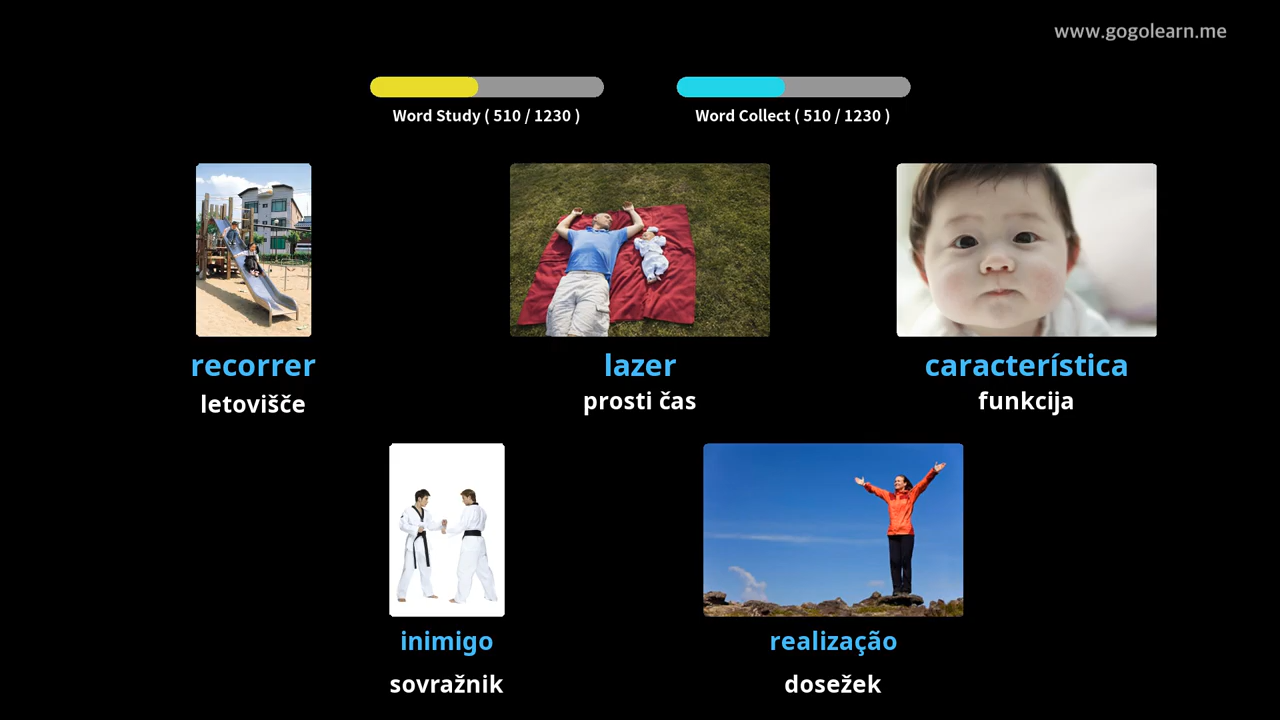 www.gogolearn.me
Word Study ( 510 / 1230 )
Word Collect ( 510 / 1230 )
recorrer
letovišče
lazer
prosti čas
característica
funkcija
inimigo
sovražnik
realização
dosežek